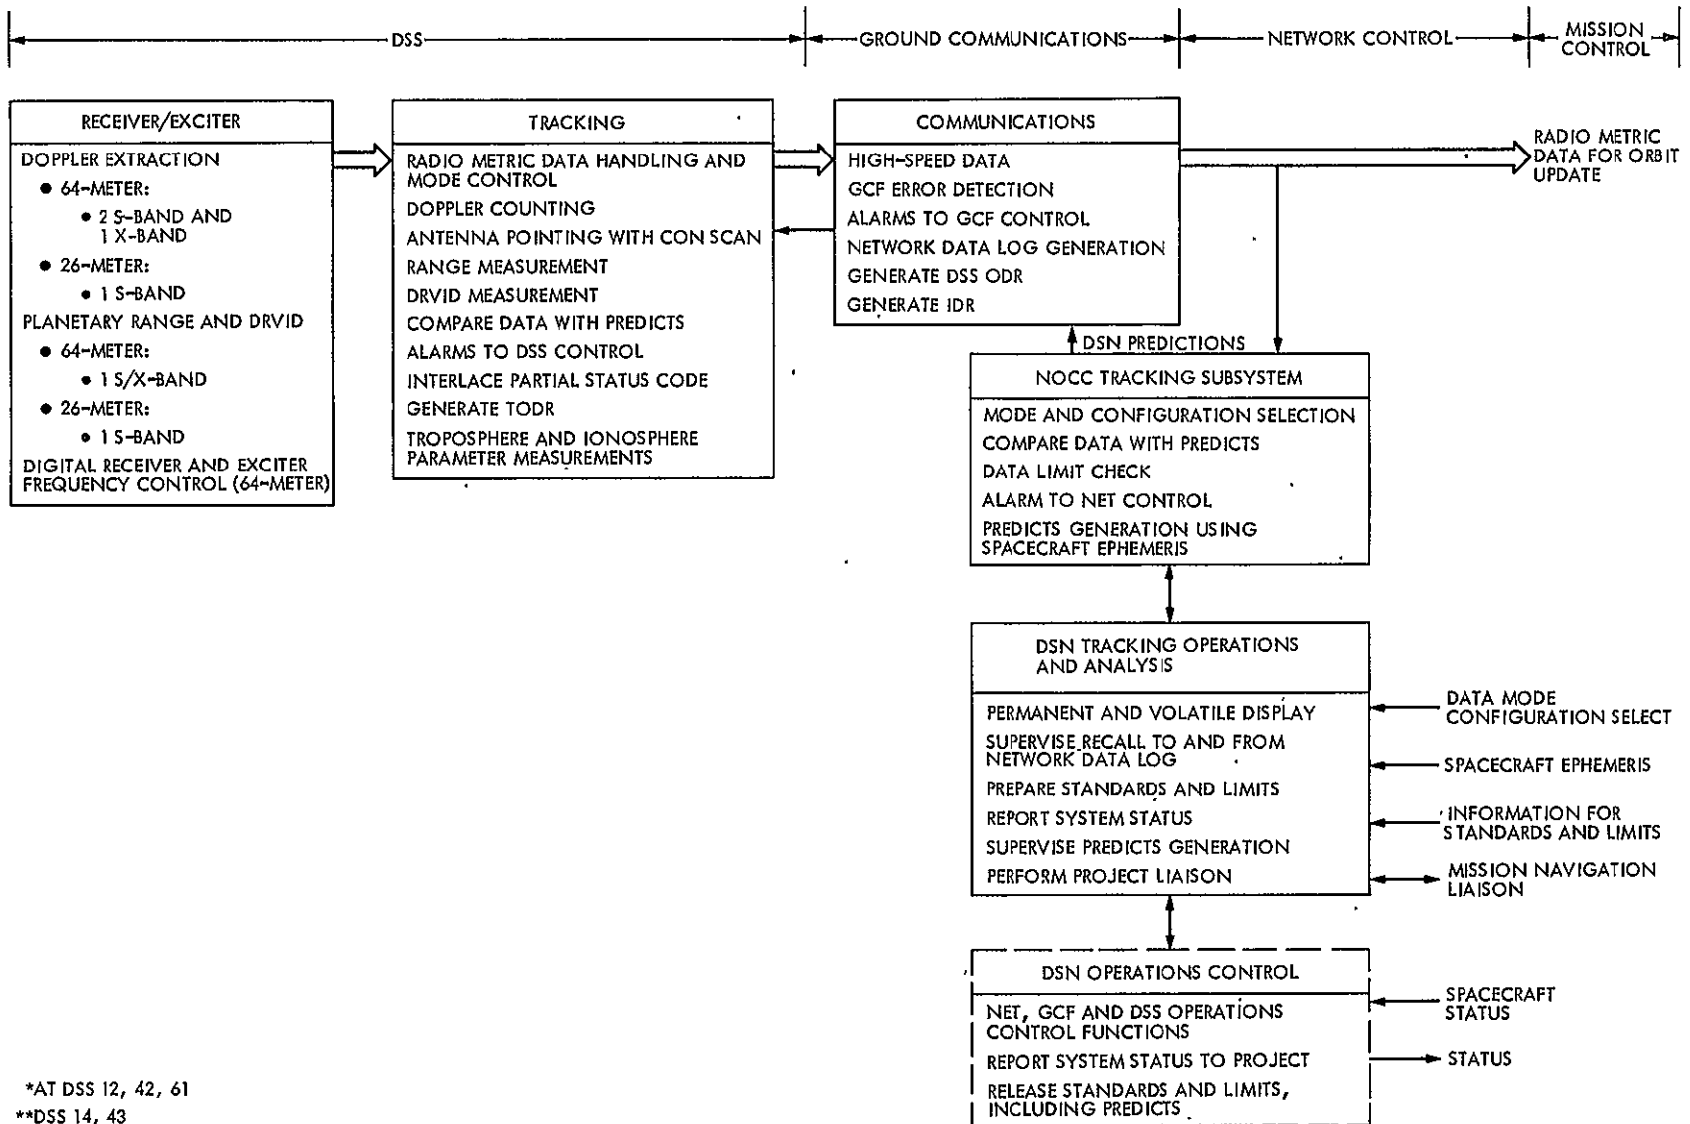 DSS
GROUND COMMUNICATIONS
NETWORK CONTROL
MISSION
CONTROL
RECEIVER/EXCITER
DOPPLER EXTRACTION
● 64-METER:
● 2 S-BAND AND
1 X-BAND
● 26-METER:
● 1 S-BAND
PLANETARY RANGE AND DRVID
● 64-METER:
● 1 S/X-BAND
● 26-METER:
● 1 S-BAND
DIGITAL RECEIVER AND EXCITER
FREQUENCY CONTROL (64-METER)
TRACKING
RADIO METRIC DATA HANDLING AND
MODE CONTROL
DOPPLER COUNTING
ANTENNA POINTING WITH CON SCAN
RANGE MEASUREMENT
DRVID MEASUREMENT
COMPARE DATA WITH PREDICTS
ALARMS TO DSS CONTROL
INTERLACE PARTIAL STATUS CODE
GENERATE TODR
TROPOSPHERE AND IONOSPHERE
PARAMETER MEASUREMENTS
COMMUNICATIONS
HIGH-SPEED DATA
GCF ERROR DETECTION
ALARMS TO GCF CONTROL
NETWORK DATA LOG GENERATION
GENERATE DSS ODR
GENERATE IDR
RADIO METRIC
DATA FOR ORBIT
UPDATE
DSN PREDICTIONS
NOCC TRACKING SUBSYSTEM
MODE AND CONFIGURATION SELECTION
COMPARE DATA WITH PREDICTS
DATA LIMIT CHECK
ALARM TO NET CONTROL
PREDICTS GENERATION USING
SPACECRAFT EPHEMERIS
DSN TRACKING OPERATIONS
AND ANALYSIS
PERMANENT AND VOLATILE DISPLAY
SUPERVISE RECALL TO AND FROM
NETWORK DATA LOG
PREPARE STANDARDS AND LIMITS
REPORT SYSTEM STATUS
SUPERVISE PREDICTS GENERATION
PERFORM PROJECT LIAISON
DATA MODE
CONFIGURATION SELECT
SPACECRAFT EPHEMERIS
INFORMATION FOR
STANDARDS AND LIMITS
MISSION NAVIGATION
LIAISON
DSN OPERATIONS CONTROL
NET, GCF AND DSS OPERATIONS
CONTROL FUNCTIONS
REPORT SYSTEM STATUS TO PROJECT
RELEASE STANDARDS AND LIMITS,
INCLUDING PREDICTS
SPACECRAFT
STATUS
STATUS
*AT DSS 12, 42, 61
**DSS 14, 43